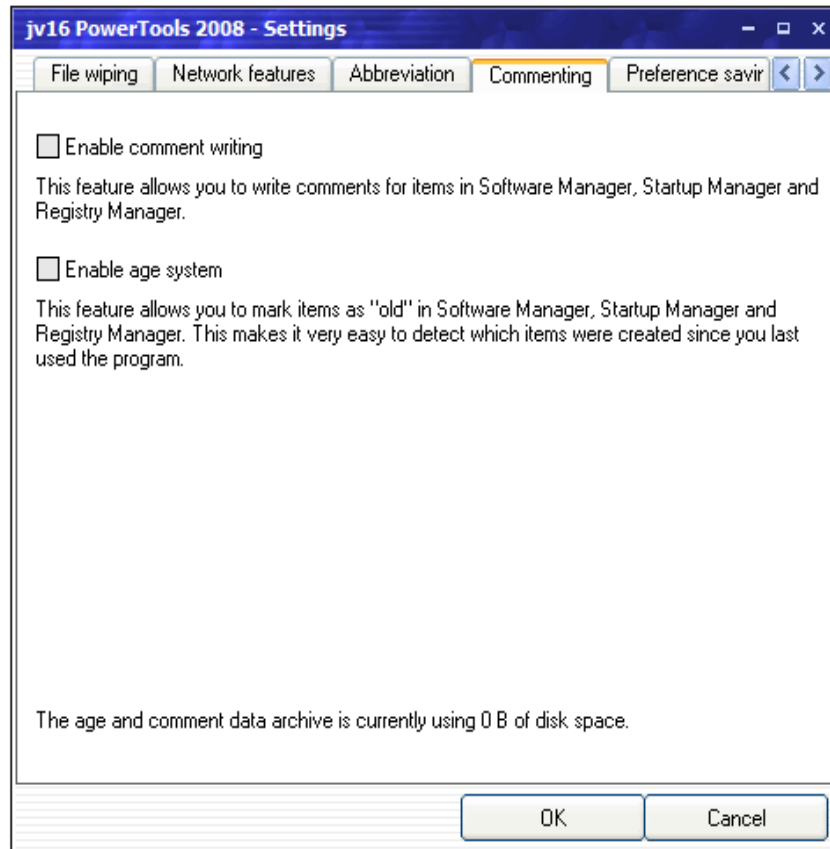 jv16 PowerTools 2008 - Settings
File wiping Network features Abbreviation Commenting Preference savir
Enable comment writing
This feature allows you to write comments for items in Software Manager, Startup Manager and
Registry Manager.
Enable age system
This feature allows you to mark items as "old" in Software Manager, Startup Manager and
Registry Manager. This makes it very easy to detect which items were created since you last
used the program.
The age and comment data archive is currently using 0 B of disk space.
OK Cancel